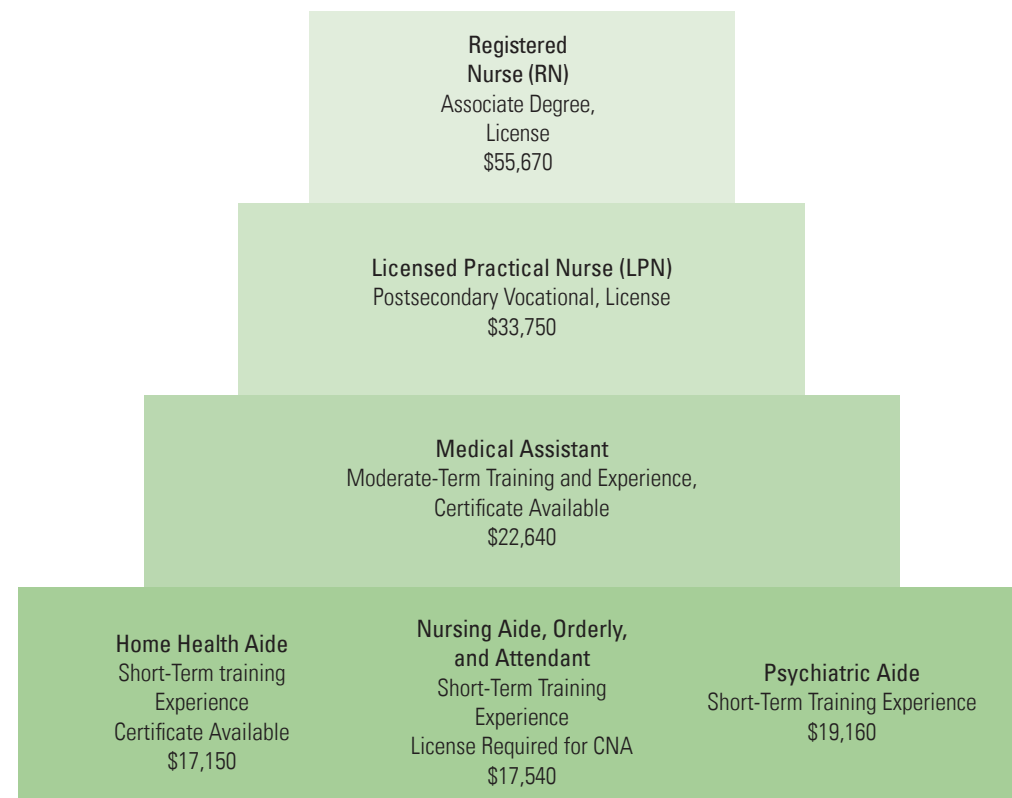 Registered
Nurse (RN)
Associate Degree,
License
$55,670
Licensed Practical Nurse (LPN)
Postsecondary Vocational, License
$33,750
Medical Assistant
Moderate-Term Training and Experience,
Certificate Available
$22,640
Home Health Aide
Short-Term training
Experience
Certificate Available
$17,150
Nursing Aide, Orderly,
and Attendant
Short-Term Training
Experience
License Required for CNA
$17,540
Psychiatric Aide
Short-Term Training Experience
$19,160